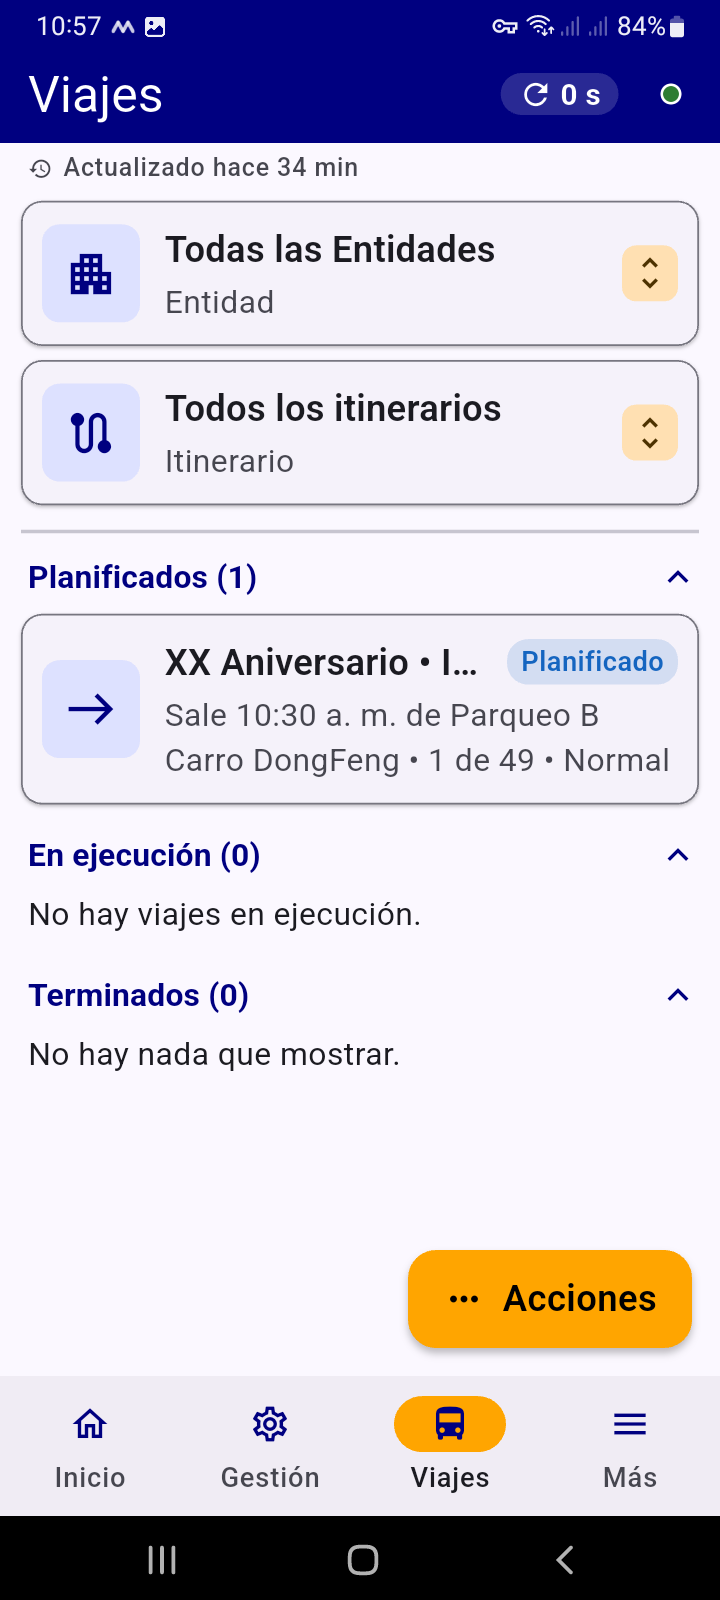 10:57
84%
Viajes
0 s
Actualizado hace 34 min
Todas las Entidades
Entidad
Todos los itinerarios
Itinerario
Planificados (1)
XX Aniversario • I...
Planificado
Sale 10:30 a. m. de Parqueo B
Carro DongFeng • 1 de 49 • Normal
En ejecución (0)
No hay viajes en ejecución.
Terminados (0)
No hay nada que mostrar.
Acciones
Inicio
Gestión
Viajes
Más